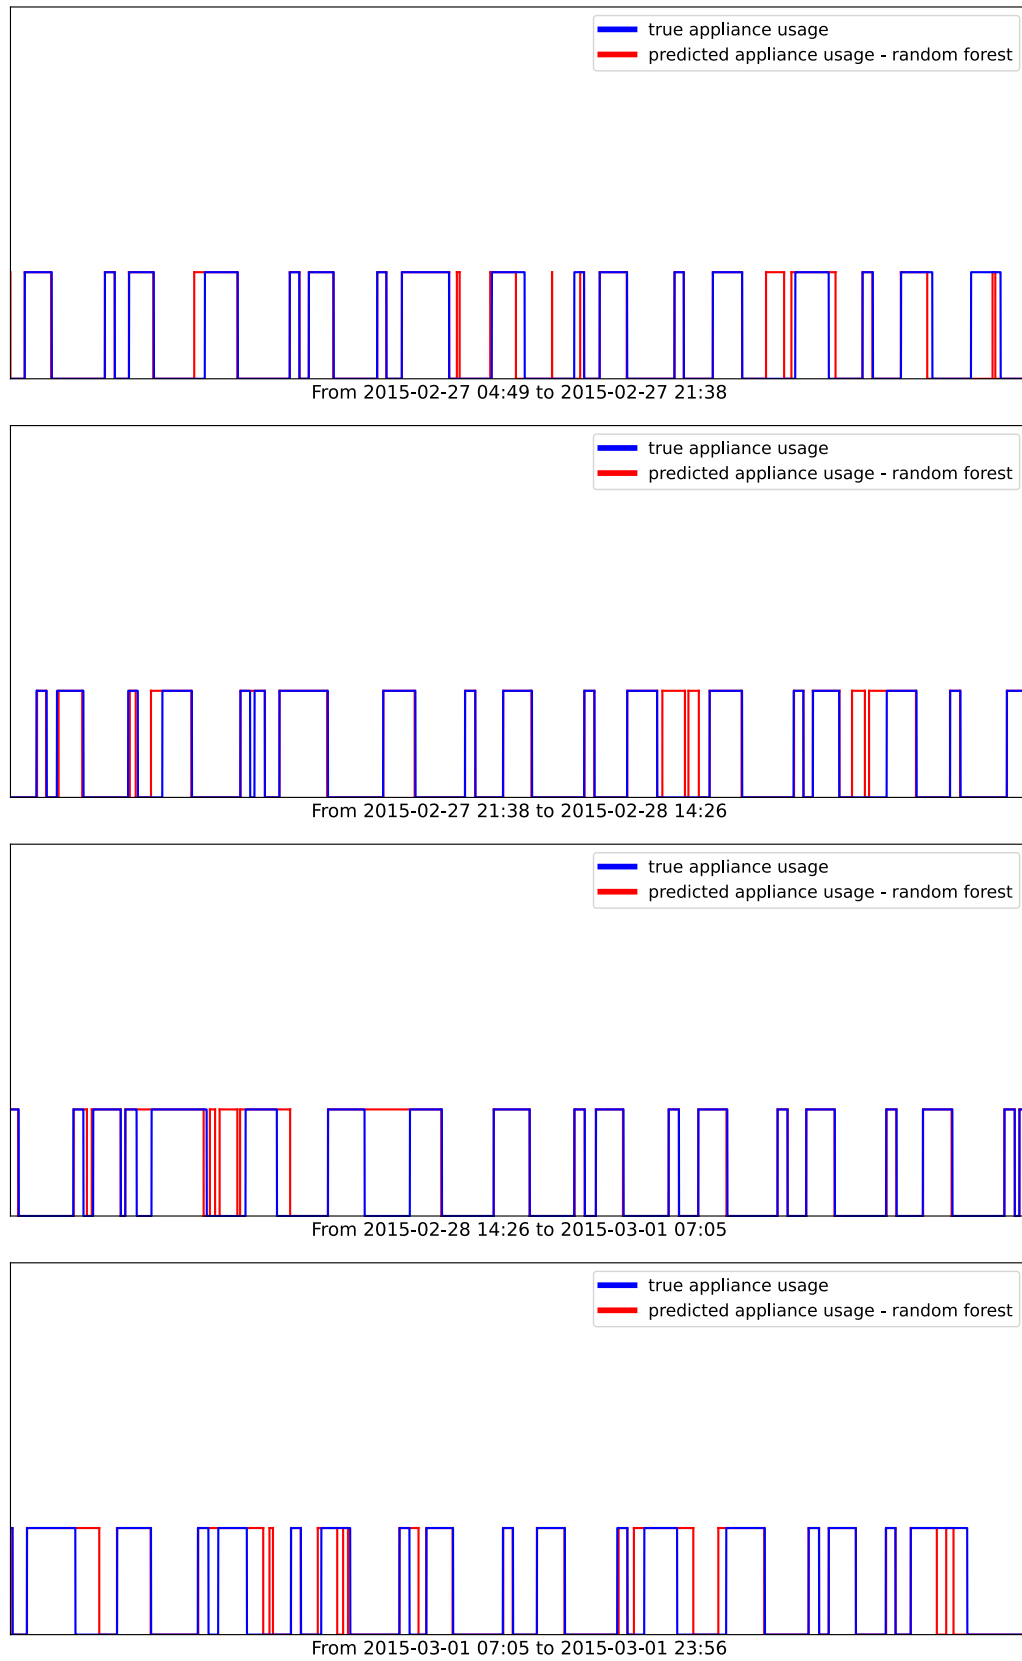 true appliance usage
predicted appliance usage - random forest
From 2015-02-27 04:49 to 2015-02-27 21:38
true appliance usage
predicted appliance usage - random forest
From 2015-02-27 21:38 to 2015-02-28 14:26
true appliance usage
predicted appliance usage - random forest
From 2015-02-28 14:26 to 2015-03-01 07:05
true appliance usage
predicted appliance usage - random forest
From 2015-03-01 07:05 to 2015-03-01 23:56